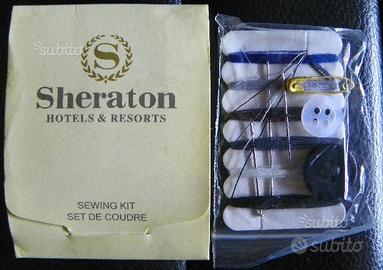 subito
S
Sheraton
HOTELS & RESORTS
SEWING KIT
SET DE COUDRE
subito
subito